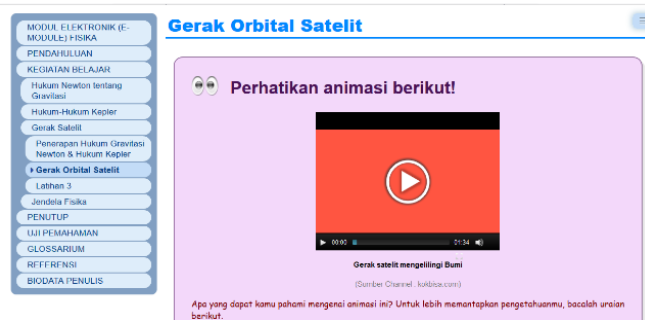 MODUL ELEKTRONIK (E-
MODULE) FISIKA
PENDAHULUAN
KEGIATAN BELAJAR
Hukum Newton tentang
Gravitasi
Hukum-Hukum Kepler
Gerak Satelit
Penerapan Hukum Gravitasi
Newton & Hukum Kepler
Gerak Orbital Satelit
Latihan 3
Jendela Fisika
PENUTUP
UJI PEMAHAMAN
GLOSSARIUM
REFERENSI
BIODATA PENULIS
Gerak Orbital Satelit
Perhatikan animasi berikut!
00:00
01:34
Gerak satelit mengelilingi Bumi
(Sumber Channel : kokbisa.com)
Apa yang dapat kamu pahami mengenai animasi ini? Untuk lebih memantapkan pengetahuanmu, bacalah uraian
berikut.